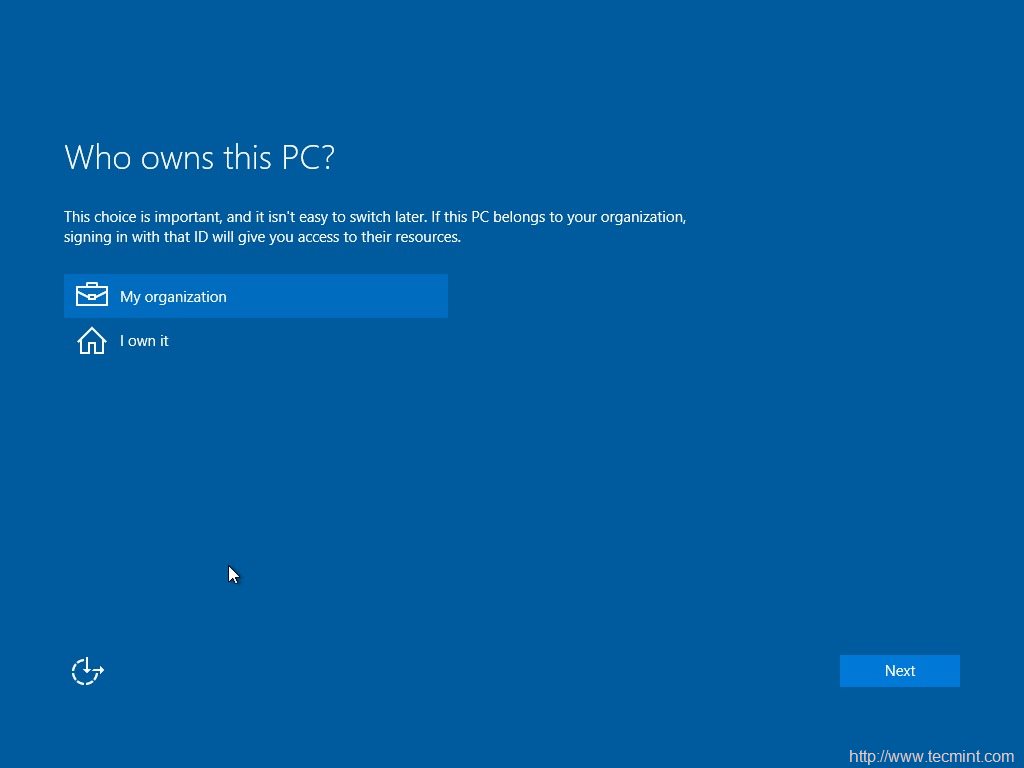 Who owns this PC?
This choice is important, and it isn't easy to switch later. If this PC belongs to your organization,
signing in with that ID will give you access to their resources.
My organization
I own it
Next
http://www.tecmint.com